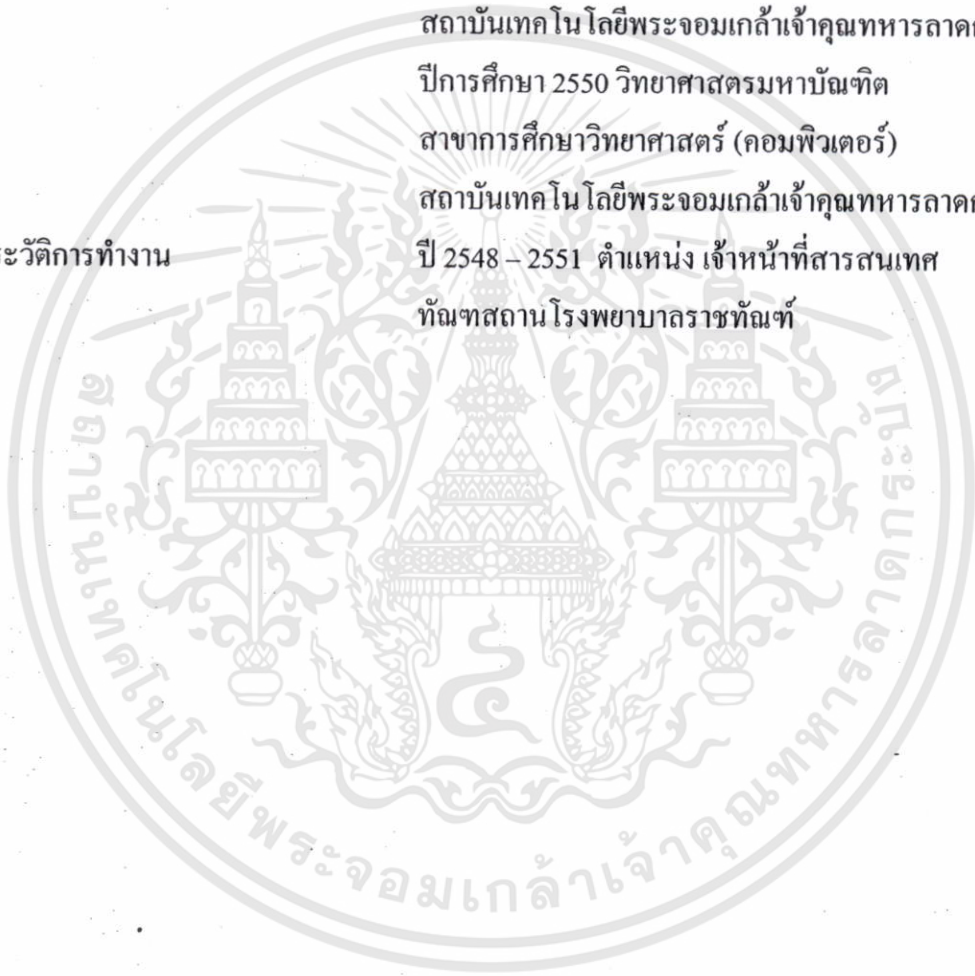 สถาบันเทคโนโลยีพระจอมเกล้าเจ้าคุณทหารลาด
ปีการศึกษา 2550 วิทยาศาสตรมหาบัณฑิต
สาขาการศึกษาวิทยาศาสตร์ (คอมพิวเตอร์)
สถาบันเทคโนโลยีพระจอมเกล้าเจ้าคุณทหารลาด
ระวัติการทำงาน ปี 2548 – 2551 ตำแหน่ง เจ้าหน้าที่สารสนเทศ
ทัณฑสถานโรงพยาบาลราชทัณฑ์
สถาบันเทคโนโลยีพระจอมเกล้าเจ้าคุณทหารลาดกระบัง